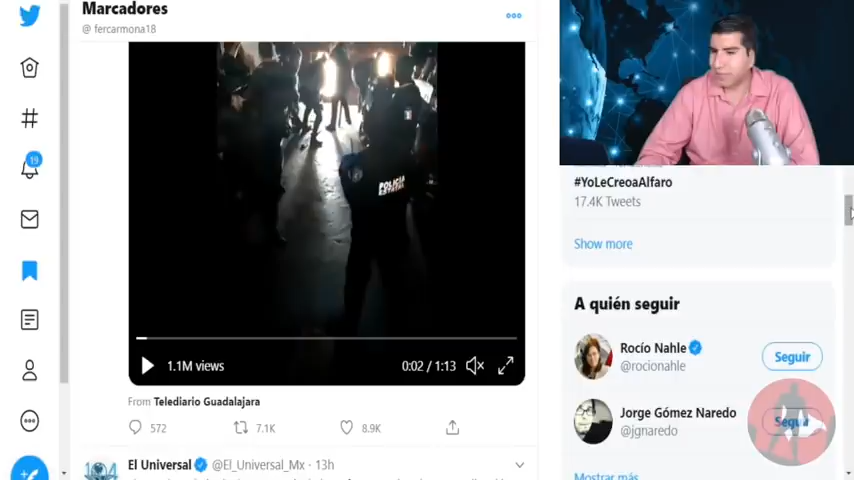 Marcadores
@ fercarmona18
POLICIA
ESTATAL
1.1M views
0:02 / 1:13
From Telediario Guadalajara
572
7.1K
8.9K
El Universal @El_Universal_Mx · 13h
19
#YoLeCreoaAlfaro
17.4K Tweets
Show more
A quién seguir
Rocío Nahle
@rocionahle
Seguir
Jorge Gómez Naredo
@jgnaredo
Seguir
Mostrar más